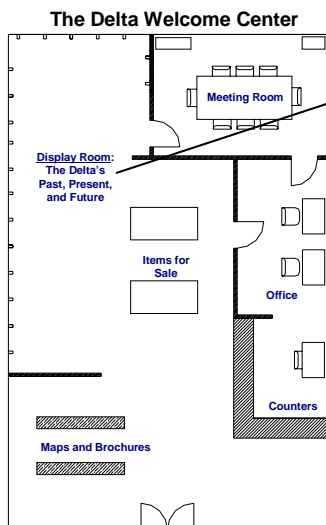 The Delta Welcome Center
Meeting Room
Display Room:
The Delta's
Past, Present,
and Future
Items for
Sale
Office
Counters
Maps and Brochures